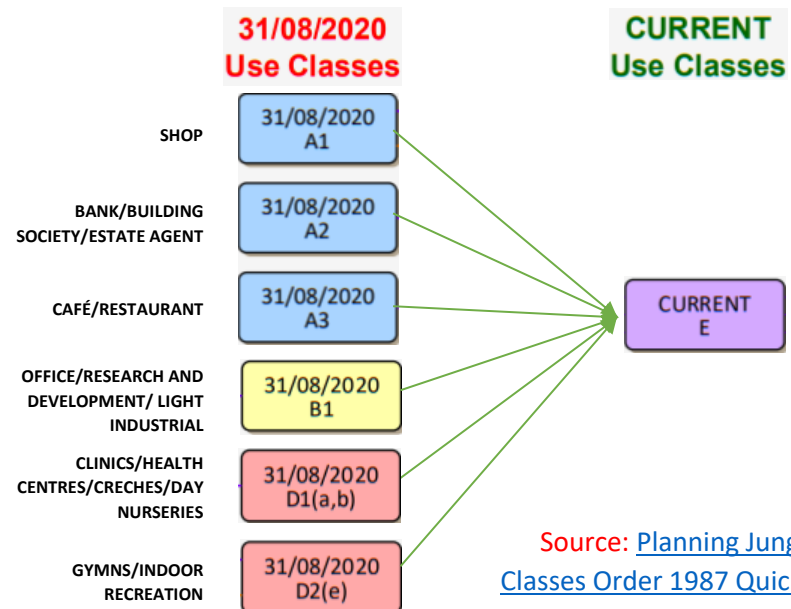 31/08/2020
Use Classes
CURRENT
Use Classes
SHOP
31/08/2020
A1
BANK/BUILDING
SOCIETY/ESTATE AGENT
31/08/2020
A2
CAFÉ/RESTAURANT
31/08/2020
A3
CURRENT
E
OFFICE/RESEARCH AND
DEVELOPMENT/ LIGHT
INDUSTRIAL
31/08/2020
B1
CLINICS/HEALTH
CENTRES/CRECHES/DAY
NURSERIES
31/08/2020
D1(a,b)
GYMNS/INDOOR
RECREATION
31/08/2020
D2(e)
Source: Planning Jung
Classes Order 1987 Quic